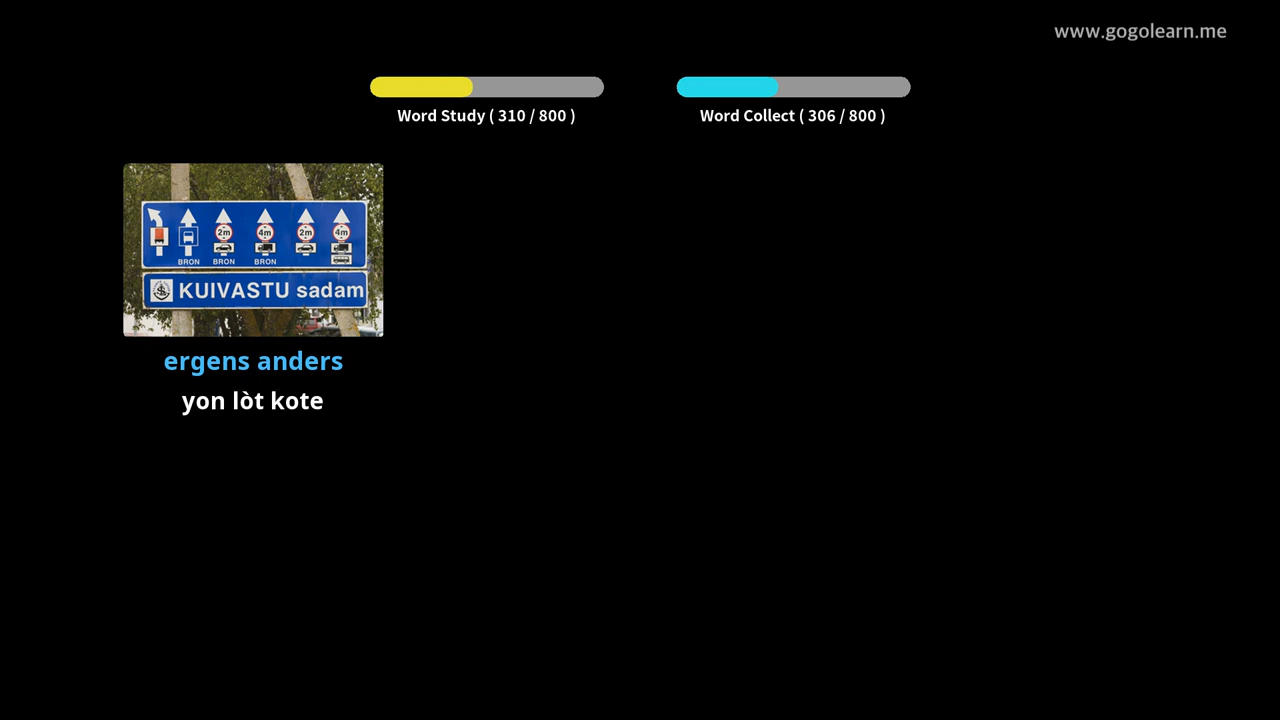 www.gogolearn.me
Word Study ( 310 / 800 )
Word Collect ( 306 / 800 )
2m
4m
2m
4m
BRON
BRON
BRON
KUIVASTU sadam
ergens anders
yon lòt kote